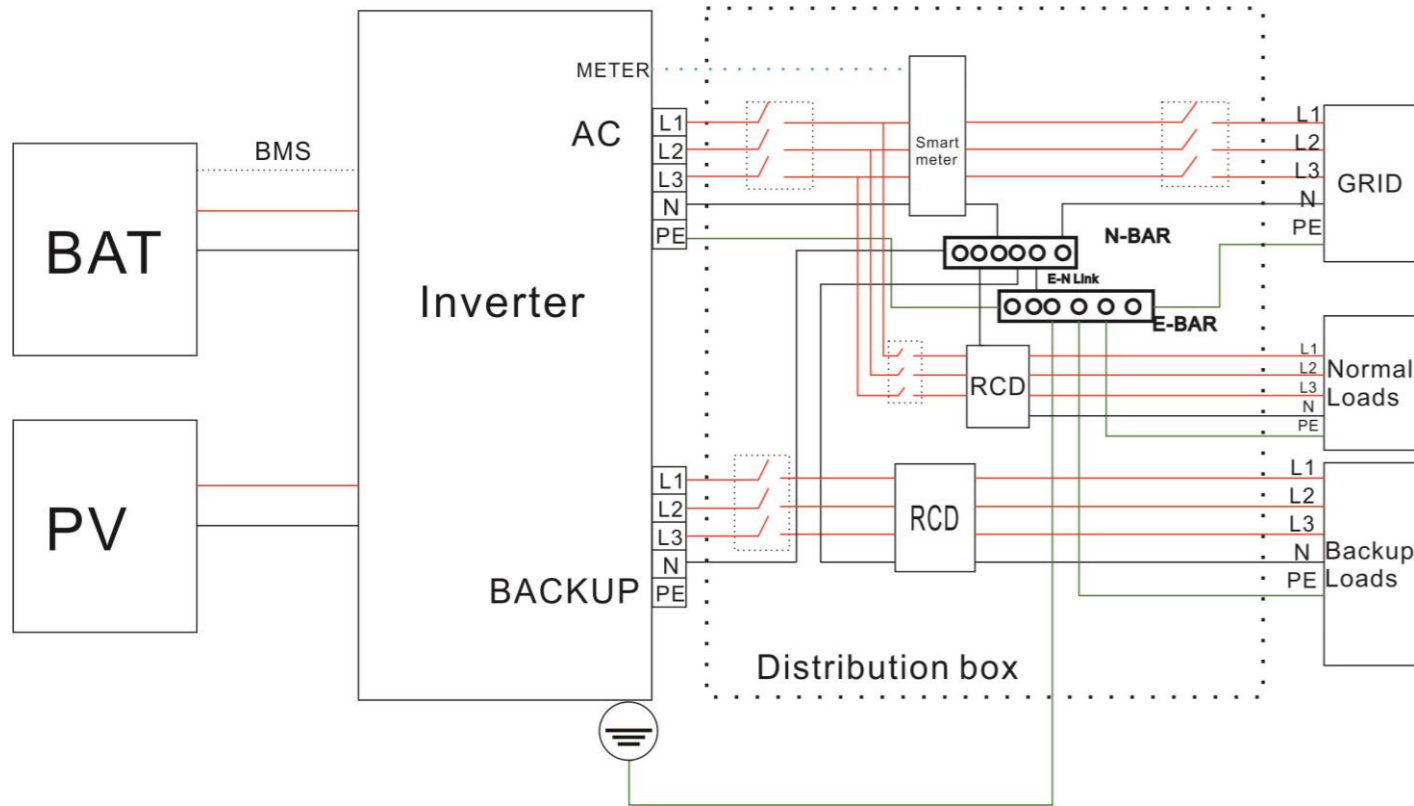 METER
AC
L1
L2
L3
N
PE
BMS
BAT
Inverter
PV
L1
L2
L3
N
PE
BACKUP
Smart
meter
N-BAR
E-N Link
E-BAR
RCD
RCD
Distribution box
L1
L2
L3
N
PE
GRID
L1
L2
L3
N
PE
Normal
Loads
L1
L2
L3
N
PE
Backup
Loads